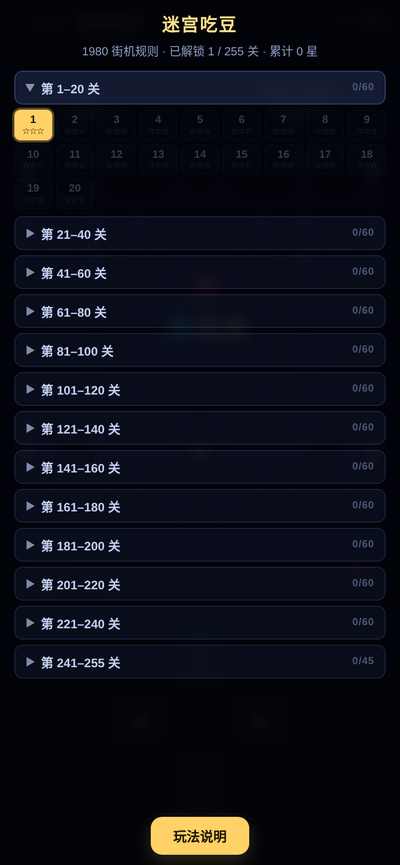 迷宫吃豆
1980 街机规则 · 已解锁 1 / 255 关 · 累计 0 星
▼ 第 1–20 关 0/60
1 2 3 4 5 6 7 8 9
☆☆☆ ☆☆☆ ☆☆☆ ☆☆☆ ☆☆☆ ☆☆☆ ☆☆☆ ☆☆☆ ☆☆☆
10 11 12 13 14 15 16 17 18
☆☆☆ ☆☆☆ ☆☆☆ ☆☆☆ ☆☆☆ ☆☆☆ ☆☆☆ ☆☆☆ ☆☆☆
19 20
☆☆☆ ☆☆☆
▶ 第 21–40 关 0/60
▶ 第 41–60 关 0/60
▶ 第 61–80 关 0/60
▶ 第 81–100 关 0/60
▶ 第 101–120 关 0/60
▶ 第 121–140 关 0/60
▶ 第 141–160 关 0/60
▶ 第 161–180 关 0/60
▶ 第 181–200 关 0/60
▶ 第 201–220 关 0/60
▶ 第 221–240 关 0/60
▶ 第 241–255 关 0/45
玩法说明